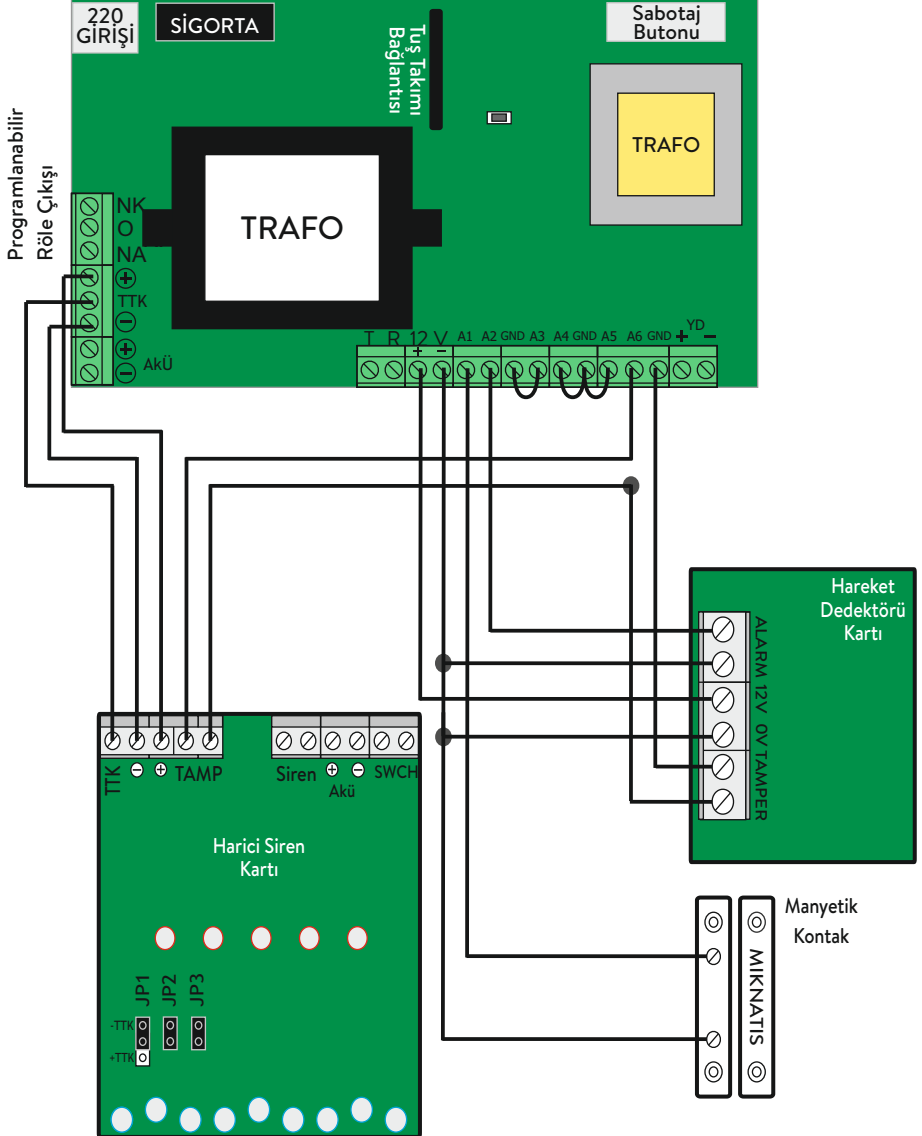 220
GİRİŞİ
SİGORTA
Tuş Takımı
Bağlantısı
Sabotaj
Butonu
TRAFO
TRAFO
Programlanabilir
Röle Çıkışı
NK
O
NA
+
TTK
−
+
AKÜ
−
T R 12 V A1 A2 GND A3 A4 GND A5 A6 GND + YD −
+ −
Hareket
Dedektörü
Kartı
ALARM 12V 0V TAMPER
TTK − + TAMP
Siren + − SWCH
Akü
Harici Siren
Kartı
JP1 JP2 JP3
-TTK
+TTK
Manyetik
Kontak
MIKNATIS